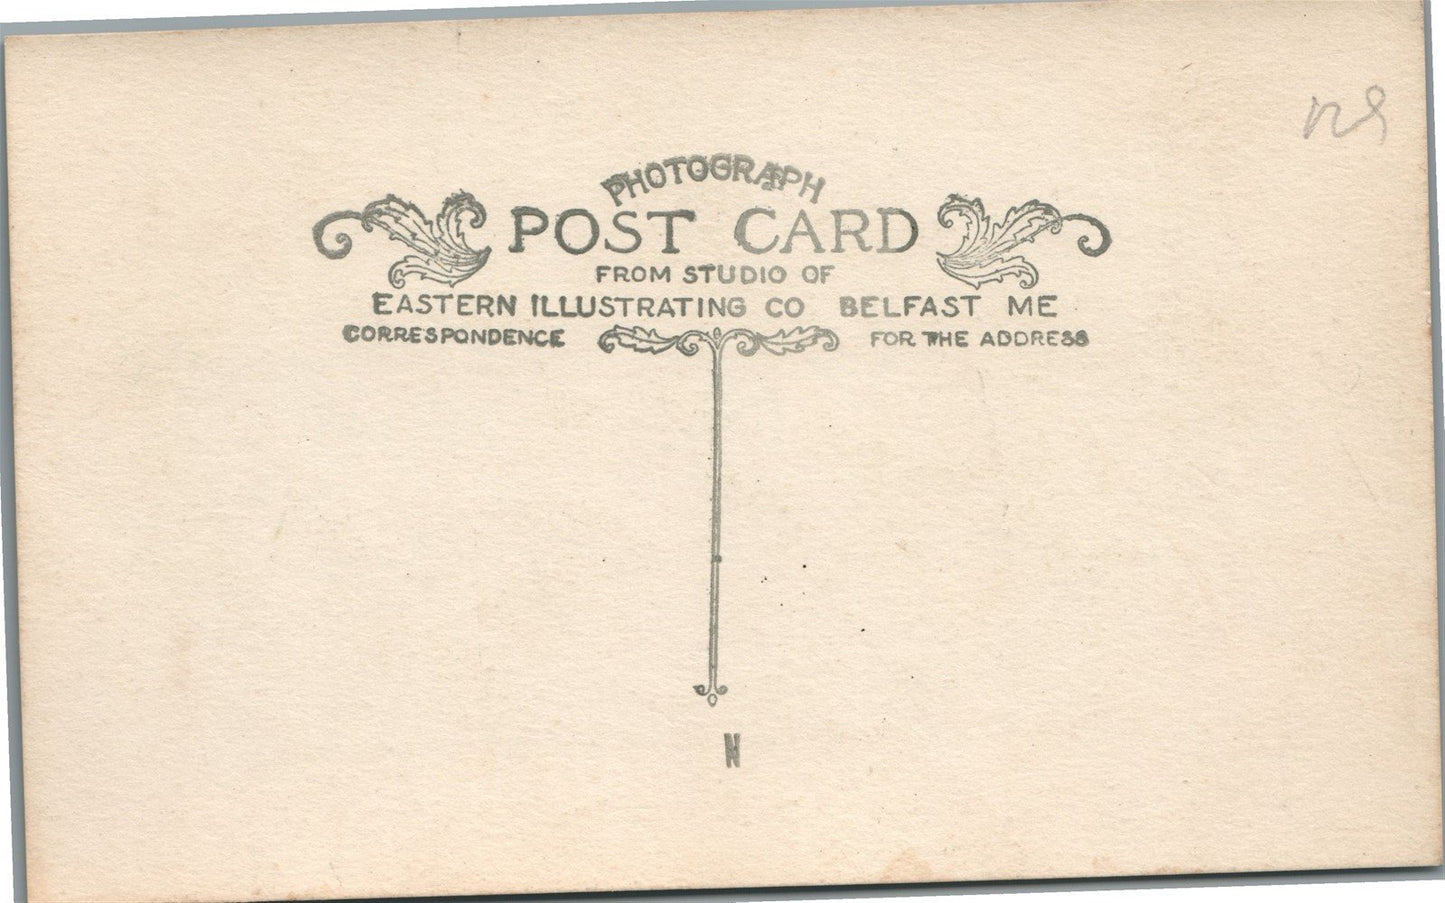 PHOTOGRAPH
POST CARD
FROM STUDIO OF
EASTERN ILLUSTRATING CO BELFAST ME
CORRESPONDENCE FOR THE ADDRESS
N